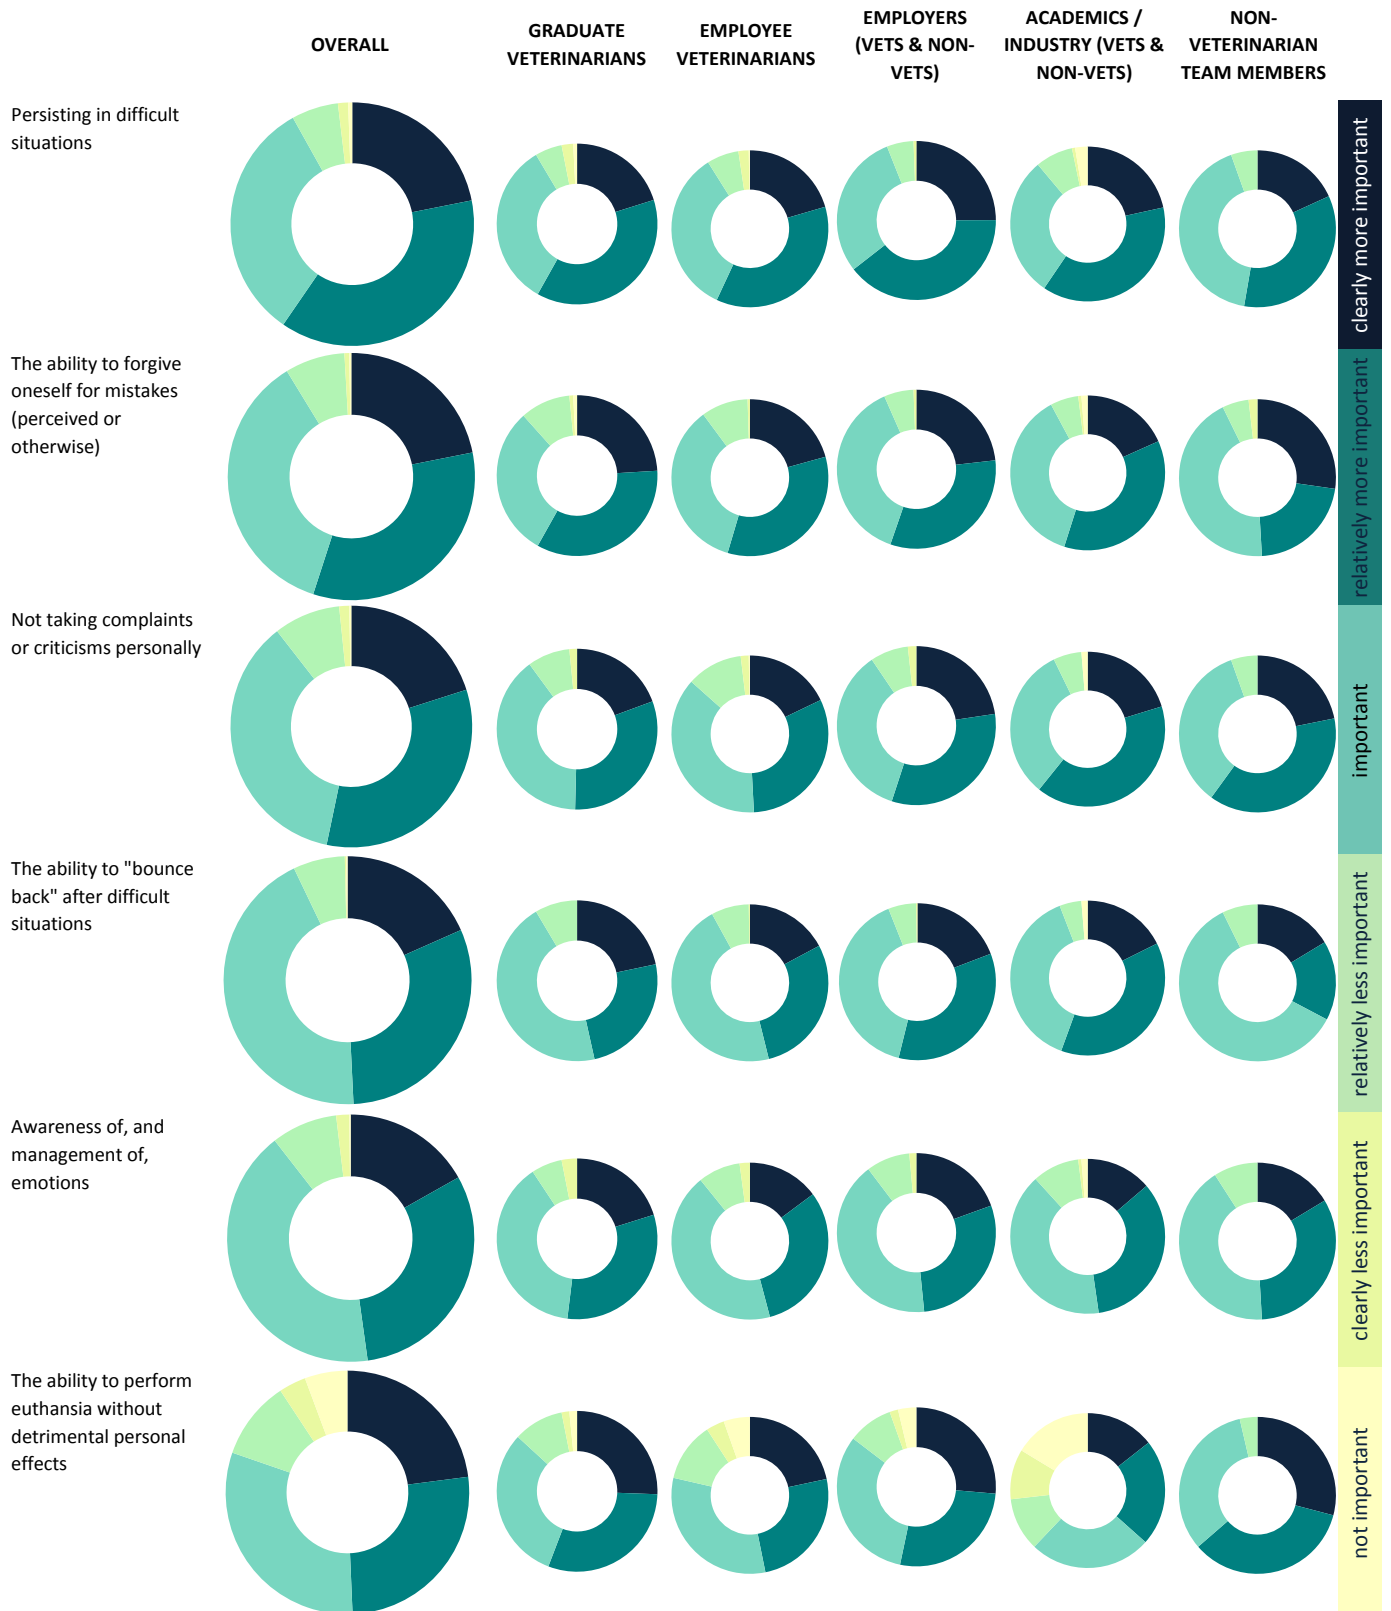 OVERALL
GRADUATE
VETERINARIANS
EMPLOYEE
VETERINARIANS
EMPLOYERS
(VETS & NON-
VETS)
ACADEMICS /
INDUSTRY (VETS &
NON-VETS)
NON-
VETERINARIAN
TEAM MEMBERS
Persisting in difficult
situations
The ability to forgive
oneself for mistakes
(perceived or
otherwise)
Not taking complaints
or criticisms personally
The ability to "bounce
back" after difficult
situations
Awareness of, and
management of,
emotions
The ability to perform
euthansia without
detrimental personal
effects
clearly more important
relatively more important
important
relatively less important
clearly less important
not important